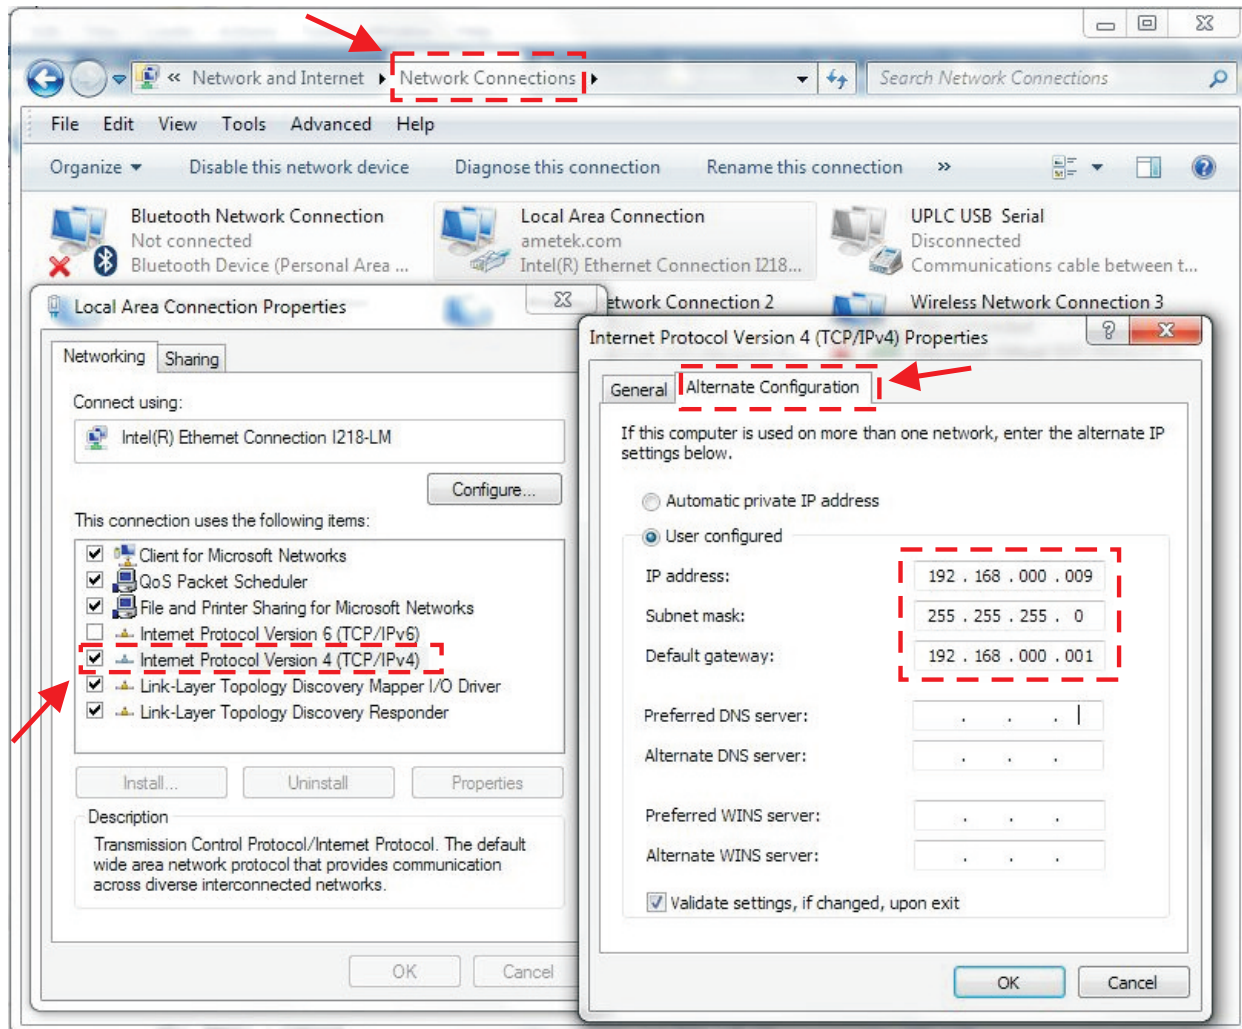 « Network and Internet Network Connections
Search Network Connections
File Edit View Tools Advanced Help
Organize Disable this network device Diagnose this connection Rename this connection »
Bluetooth Network Connection
Not connected
Bluetooth Device (Personal Area ...
Local Area Connection
ametek.com
Intel(R) Ethernet Connection I218...
UPLC USB Serial
Disconnected
Communications cable between t...
Connection 2
Wireless Network Connection 3
Local Area Connection Properties
Networking Sharing
Connect using:
Intel(R) Ethernet Connection I218-LM
Configure...
This connection uses the following items:
Client for Microsoft Networks
QoS Packet Scheduler
File and Printer Sharing for Microsoft Networks
Internet Protocol Version 6 (TCP/IPv6)
Internet Protocol Version 4 (TCP/IPv4)
Link-Layer Topology Discovery Mapper I/O Driver
Link-Layer Topology Discovery Responder
Install... Uninstall Properties
Description
Transmission Control Protocol/Internet Protocol. The default
wide area network protocol that provides communication
across diverse interconnected networks.
OK Cancel
Internet Protocol Version 4 (TCP/IPv4) Properties
General Alternate Configuration
If this computer is used on more than one network, enter the alternate IP
settings below.
Automatic private IP address
User configured
IP address: 192 . 168 . 000 . 009
Subnet mask: 255 . 255 . 255 . 0
Default gateway: 192 . 168 . 000 . 001
Preferred DNS server: . . .
Alternate DNS server: . . .
Preferred WINS server: . . .
Alternate WINS server: . . .
Validate settings, if changed, upon exit
OK Cancel